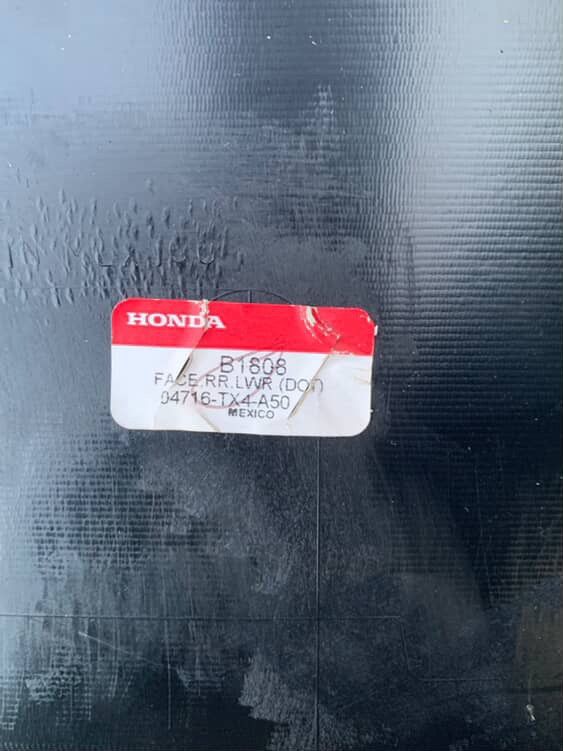 HONDA
B1808
FACE.RR.LWR (DOT)
04716-TX4-A50
MEXICO